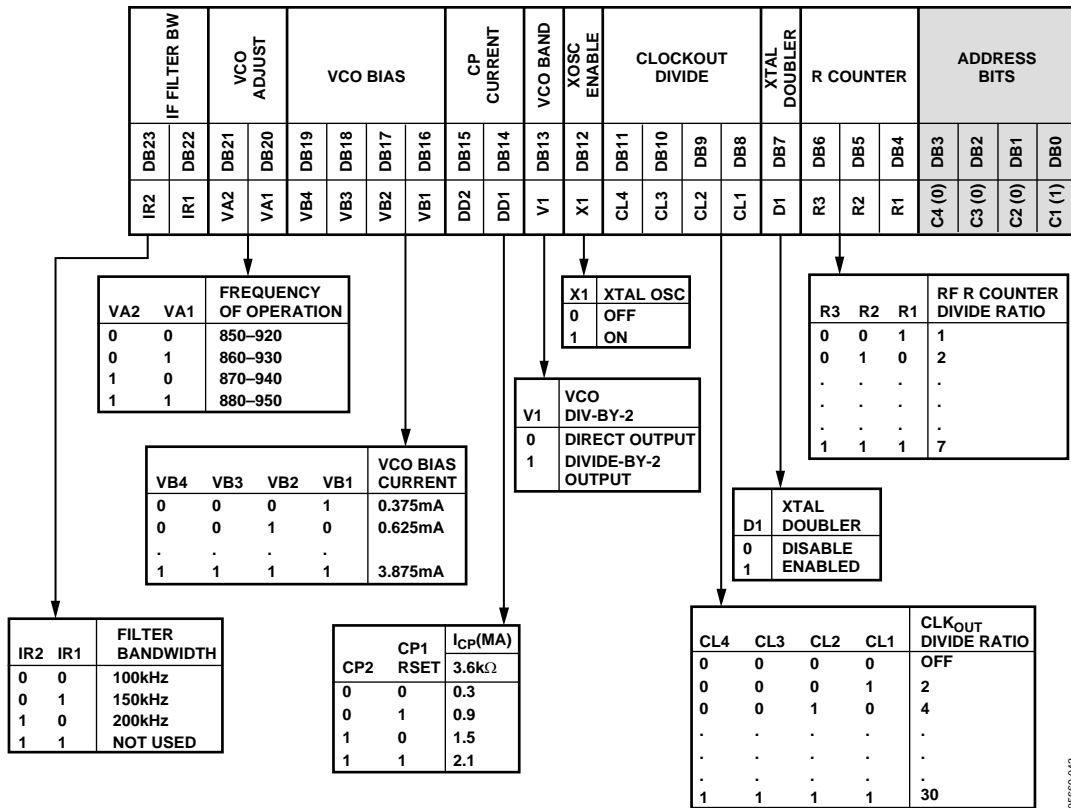 IF FILTER BW
VCO
ADJUST
VCO BIAS
CP
CURRENT
VCO BAND
XOSC
ENABLE
CLOCKOUT
DIVIDE
XTAL
DOUBLER
R COUNTER
ADDRESS
BITS
DB23 DB22 DB21 DB20 DB19 DB18 DB17 DB16 DB15 DB14 DB13 DB12 DB11 DB10 DB9 DB8 DB7 DB6 DB5 DB4 DB3 DB2 DB1 DB0
IR2 IR1 VA2 VA1 VB4 VB3 VB2 VB1 DD2 DD1 V1 X1 CL4 CL3 CL2 CL1 D1 R3 R2 R1 C4 (0) C3 (0) C2 (0) C1 (1)
VA2 VA1 FREQUENCY
OF OPERATION
0 0 850–920
0 1 860–930
1 0 870–940
1 1 880–950
X1 XTAL OSC
0 OFF
1 ON
R3 R2 R1 RF R COUNTER
DIVIDE RATIO
0 0 1 1
0 1 0 2
. . . .
. . . .
. . . .
1 1 1 7
V1 VCO
DIV-BY-2
0 DIRECT OUTPUT
1 DIVIDE-BY-2
OUTPUT
VB4 VB3 VB2 VB1 VCO BIAS
CURRENT
0 0 0 1 0.375mA
0 0 1 0 0.625mA
. . . .
1 1 1 1 3.875mA
D1 XTAL
DOUBLER
0 DISABLE
1 ENABLED
IR2 IR1 FILTER
BANDWIDTH
0 0 100kHz
0 1 150kHz
1 0 200kHz
1 1 NOT USED
CP2 CP1
RSET
ICP(MA)
3.6kΩ
0 0 0.3
0 1 0.9
1 0 1.5
1 1 2.1
CL4 CL3 CL2 CL1 CLKOUT
DIVIDE RATIO
0 0 0 0 OFF
0 0 0 1 2
0 0 1 0 4
. . . . .
. . . . .
. . . . .
1 1 1 1 30